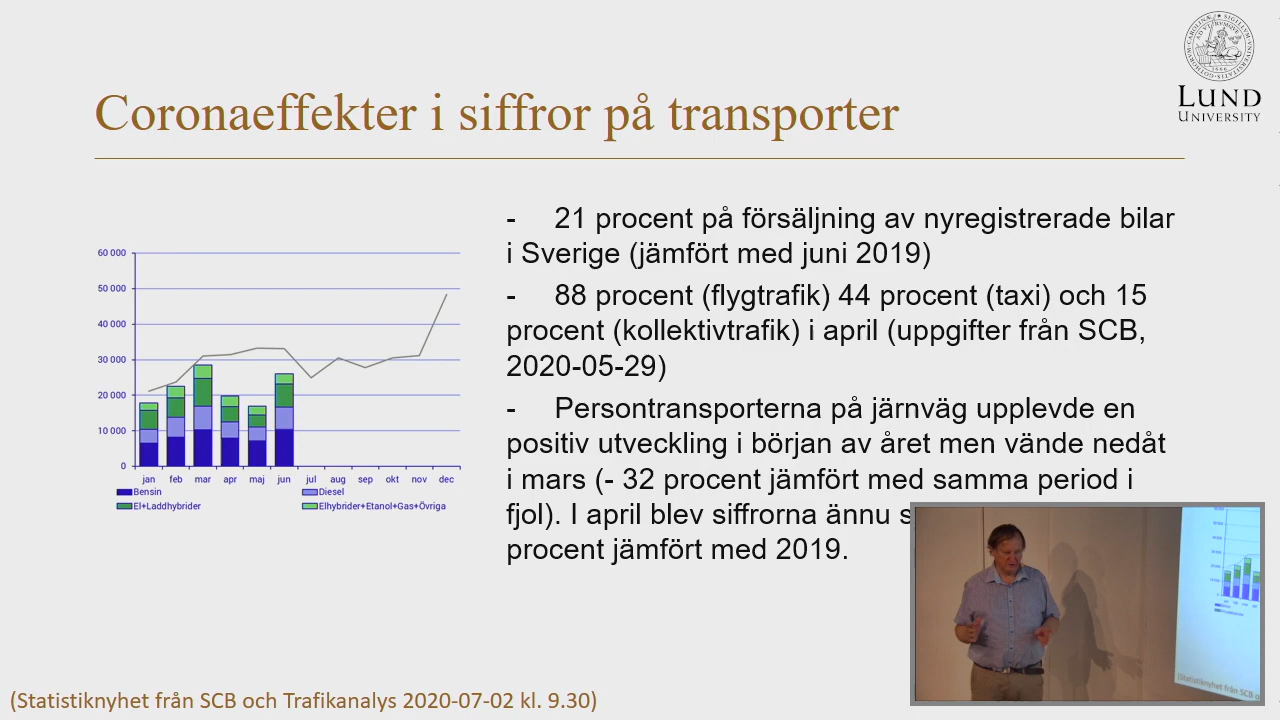 LUND
UNIVERSITY
Coronaeffekter i siffror på transporter
- 21 procent på försäljning av nyregistrerade bilar
i Sverige (jämfört med juni 2019)
- 88 procent (flygtrafik) 44 procent (taxi) och 15
procent (kollektivtrafik) i april (uppgifter från SCB,
2020-05-29)
- Persontransporterna på järnväg upplevde en
positiv utveckling i början av året men vände nedåt
i mars (- 32 procent jämfört med samma period i
fjol). I april blev siffrorna ännu
procent jämfört med 2019.
60 000
50 000
40 000
30 000
20 000
10 000
0
jan feb mar apr maj jun jul aug sep okt nov dec
Bensin Diesel
El+Laddhybrider Elhybrider+Etanol+Gas+Övriga
(Statistiknyhet från SCB och Trafikanalys 2020-07-02 kl. 9.30)